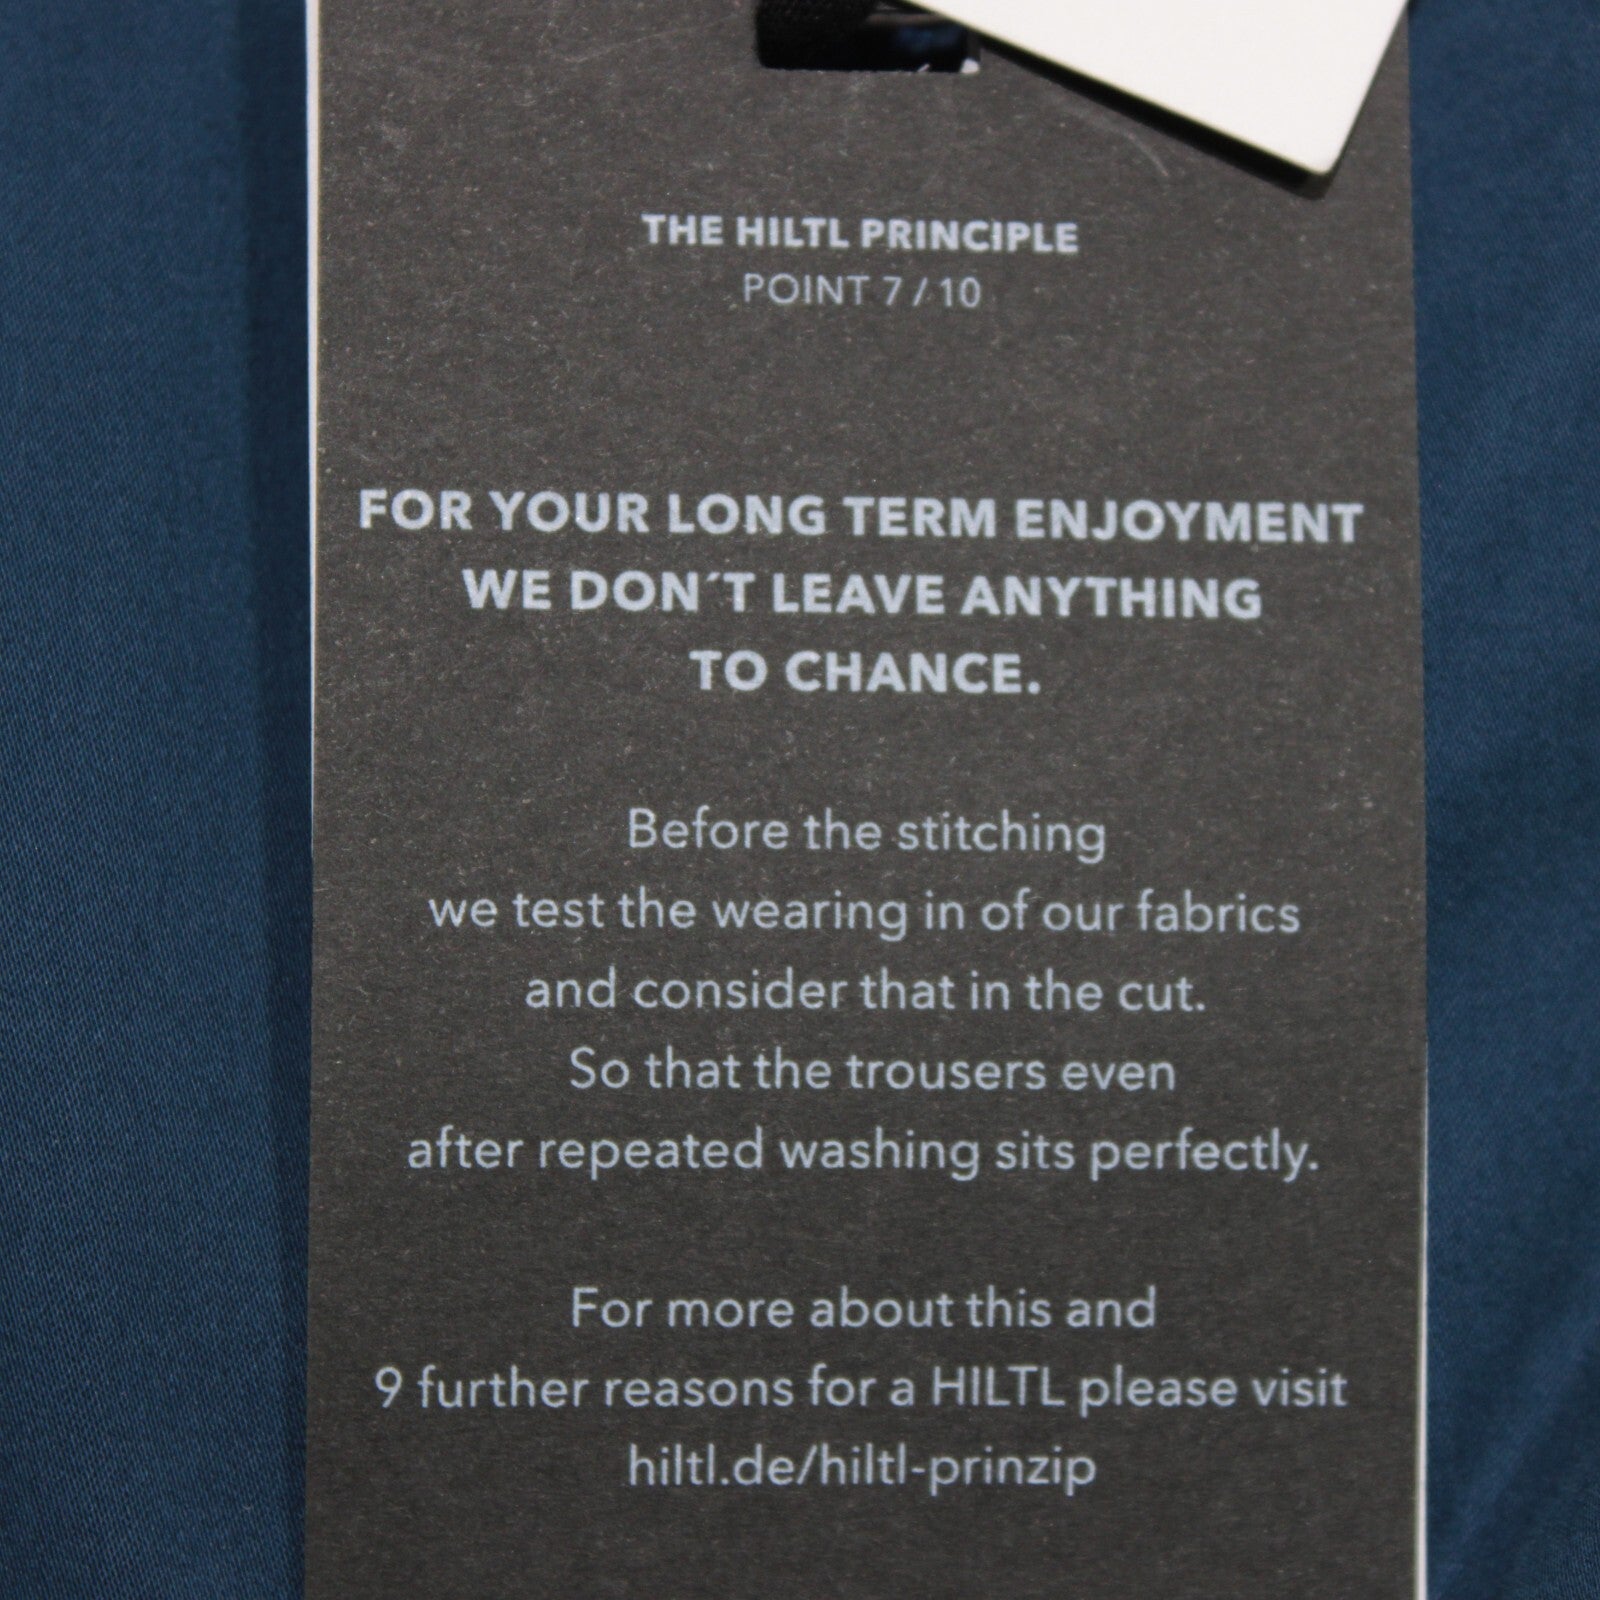 THE HILTL PRINCIPLE
POINT 7 / 10
FOR YOUR LONG TERM ENJOYMENT
WE DON´T LEAVE ANYTHING
TO CHANCE.
Before the stitching
we test the wearing in of our fabrics
and consider that in the cut.
So that the trousers even
after repeated washing sits perfectly.
For more about this and
9 further reasons for a HILTL please visit
hiltl.de/hiltl-prinzip